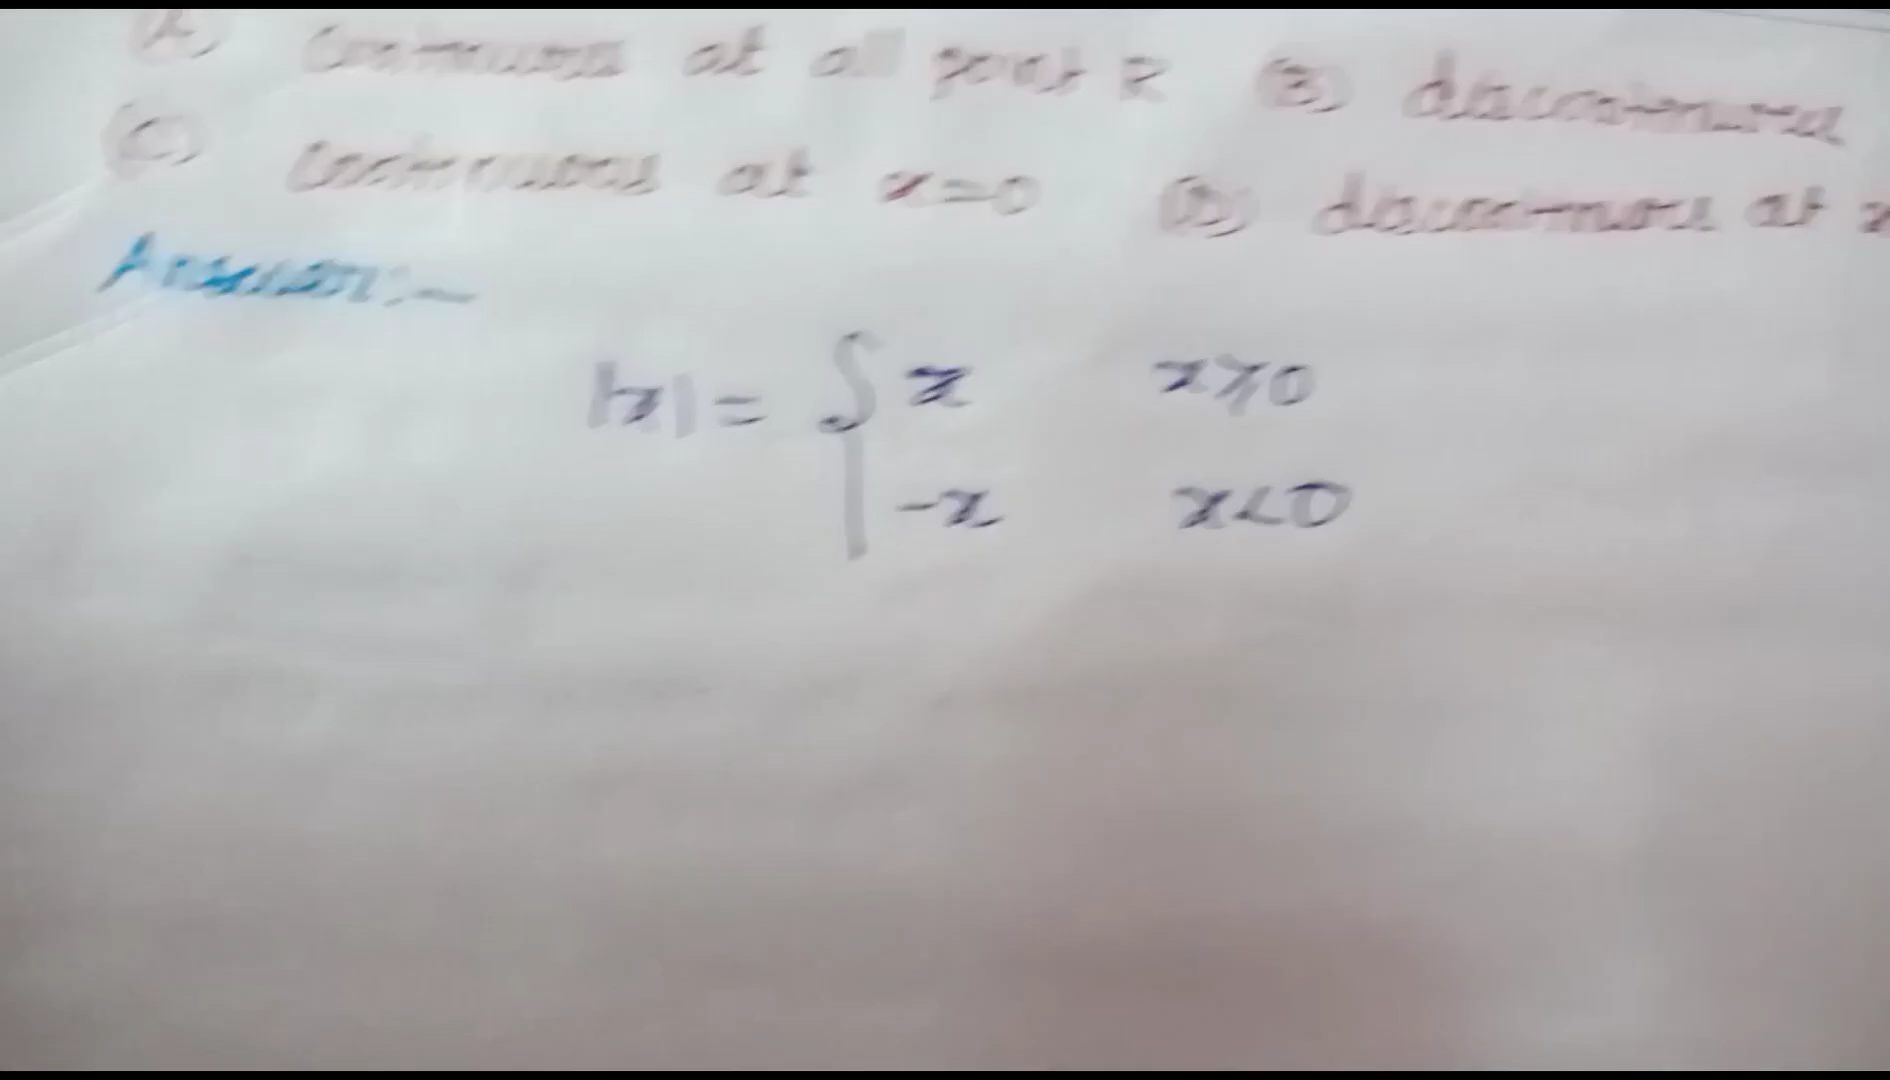 (A) continuous at all point R (B) discontinuous
(C) continuous at x=0 (D) discontinuous at x
Answer:-
|x| = { x x≥0
-x x<0